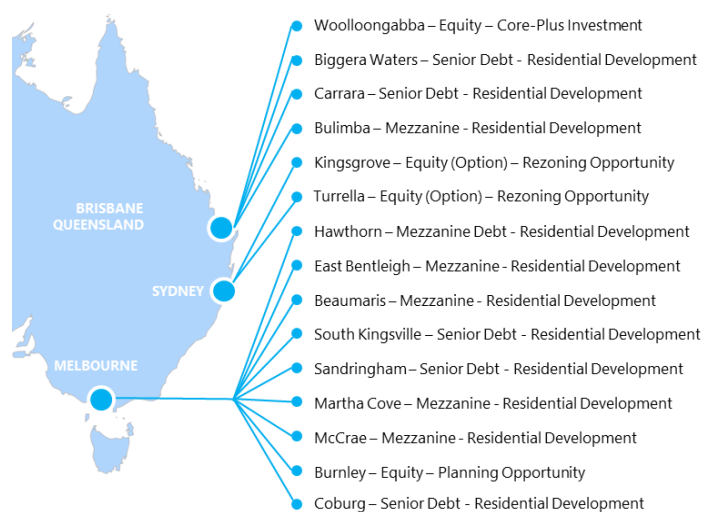 Woolloongabba – Equity – Core-Plus Investment
Biggera Waters – Senior Debt - Residential Development
Carrara – Senior Debt - Residential Development
Bulimba – Mezzanine - Residential Development
Kingsgrove – Equity (Option) – Rezoning Opportunity
Turrella – Equity (Option) – Rezoning Opportunity
BRISBANE
QUEENSLAND
Hawthorn – Mezzanine Debt - Residential Development
East Bentleigh – Mezzanine - Residential Development
SYDNEY
Beaumaris – Mezzanine - Residential Development
South Kingsville – Senior Debt - Residential Development
MELBOURNE
Sandringham – Senior Debt - Residential Development
Martha Cove – Mezzanine - Residential Development
McCrae – Mezzanine - Residential Development
Burnley – Equity – Planning Opportunity
Coburg – Senior Debt - Residential Development